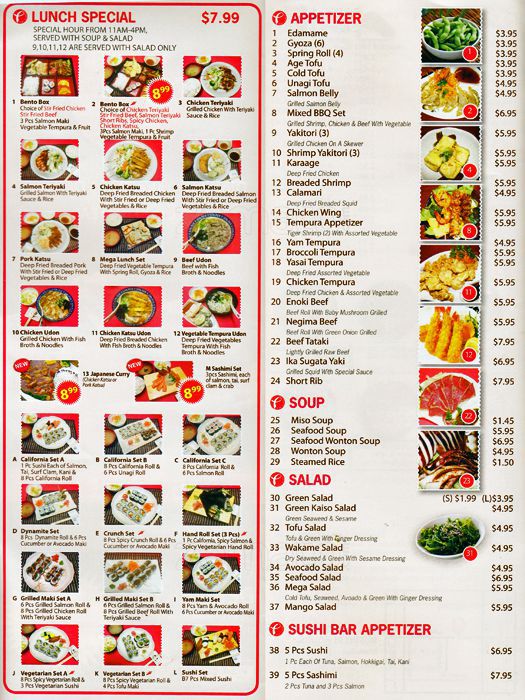 LUNCH SPECIAL $7.99
SPECIAL HOUR FROM 11AM-4PM,
SERVED WITH SOUP & SALAD
9,10,11,12 ARE SERVED WITH SALAD ONLY
8.99
1 Bento Box
Choice of Stir Fried Chicken
Stir Fried Beef
3 Pcs Salmon Maki
Vegetable Tempura & Fruit
2 Bento Box
Choice of Chicken Teriyaki
Stir Fried Beef, Salmon Teriyaki
Short Ribs, Spicy Chicken,
Chicken Katsu,
3Pcs Salmon Maki, 1 Pc Shrimp
Vegetable Tempura & Fruit
3 Chicken Teriyaki
Grilled Chicken With Teriyaki
Sauce & Rice
4 Salmon Teriyaki
Grilled Salmon With Teriyaki
Sauce & Rice
5 Chicken Katsu
Deep Fried Breaded Chicken
With Stir Fried or Deep Fried
Vegetables & Rice
6 Salmon Katsu
Deep Fried Breaded Salmon
With Stir Fried or Deep Fried
Vegetables & Rice
7 Pork Katsu
Deep Fried Breaded Pork
With Stir Fried or Deep Fried
Vegetables & Rice
8 Mega Lunch Set
Deep Fried Vegetable Tempura
With Spring Roll, Gyoza & Rice
9 Beef Udon
Beef with Fish
Broth & Noodles
10 Chicken Udon
Grilled Chicken With Fish
Broth & Noodles
11 Chicken Katsu Udon
Deep Fried Breaded Chicken
With Fish Broth & Noodles
12 Vegetable Tempura Udon
Deep Fried Vegetable
Tempura With Fish
Broth & Noodles
NEW
13 Japanese Curry
(Chicken Katsu or
Pork Katsu)
8.99
NEW
8.99
M Sashimi Set
3pcs Sashimi, each
of salmon, tai, surf
clam & crab
A California Set A
1 Pc Sushi Each of Salmon,
Tai, Surf Clam, Kani &
8 Pcs California Roll
B California Set B
8 Pcs California Roll &
6 Pcs Unagi Roll
C California Set C
8 Pcs California Roll &
6 Pcs Salmon Roll
D Dynamite Set
8 Pcs Dynamite Roll & 6 Pcs
Cucumber or Avocado Maki
E Crunch Set
8 Pcs Spicy Crunch Roll & 6 Pcs
Cucumber or Avocado Maki
F Hand Roll Set (3 Pcs)
1 Pc California, Spicy Salmon &
Spicy Vegetarian Hand Roll
G Grilled Maki Set A
6 Pcs Grilled Salmon Roll &
8 Pcs Grilled Chicken Roll
With Teriyaki Sauce
H Grilled Maki Set B
6 Pcs Grilled Salmon Roll &
8 Pcs Grilled Beef Roll With
Teriyaki Sauce
I Yam Maki Set
8 Pcs Yam & Avocado Roll
6 Pcs Cucumber Maki
J Vegetarian Set A
8 Pcs Spicy Vegetarian Roll &
3 Pcs Vegetarian Sushi
K Vegetarian Set B
8 Pcs Spicy Vegetarian Roll &
4 Pcs Tofu Maki
L Sushi Set
7 Pcs Mixed Sushi
APPETIZER
1 Edamame $3.95
2 Gyoza (6) $3.95
3 Spring Roll (4) $3.95
4 Age Tofu $3.95
5 Cold Tofu $3.95
6 Unagi Tofu $4.95
7 Salmon Belly $4.95
Grilled Salmon Belly
8 Mixed BBQ Set $6.95
Grilled Shrimp, Chicken & Beef With Vegetable
9 Yakitori (3) $5.95
Grilled Chicken On A Skewer
10 Shrimp Yakitori (3) $5.95
11 Karaage $5.95
Deep Fried Chicken
12 Breaded Shrimp $5.95
13 Calamari $4.95
Deep Fried Breaded Squid
14 Chicken Wing $5.95
15 Tempura Appetizer $5.95
Tiger Shrimp (2) With Assorted Vegetable
16 Yam Tempura $4.95
17 Broccoli Tempura $5.95
18 Yasai Tempura $5.95
Deep Fried Assorted Vegetable
19 Chicken Tempura $5.95
Deep Fried Chicken & Assorted Vegetable
20 Enoki Beef $5.95
Beef Roll With Baby Mushroom Grilled
21 Negima Beef $5.95
Beef Roll With Green Onion Grilled
22 Beef Tataki $7.95
Lightly Grilled Raw Beef
23 Ika Sugata Yaki $6.95
Grilled Squid With Special Sauce
24 Short Rib $7.95
1
2
4
8
11
12
22
23
SOUP
25 Miso Soup $1.45
26 Seafood Soup $5.95
27 Seafood Wonton Soup $6.95
28 Wonton Soup $4.95
29 Steamed Rice $1.50
SALAD
30 Green Salad (S) $1.99 (L)$3.95
31 Green Kaiso Salad $4.95
Green Seaweed & Sesame
32 Tofu Salad $4.95
Tofu & Green With Ginger Dressing
33 Wakame Salad $4.95
Dry Seaweed & Green With Sesame Dressing
34 Avocado Salad $4.95
35 Seafood Salad $6.95
36 Mega Salad $5.95
Cold Tofu, Seaweed, Avoado & Green With Ginger Dressing
37 Mango Salad $5.95
31
SUSHI BAR APPETIZER
38 5 Pcs Sushi $6.95
1 Pc Each Of Tuna, Salmon, Hokkigai, Tai, Kani
39 5 Pcs Sashimi $7.95
2 Pcs Tuna and 3 Pcs Salmon